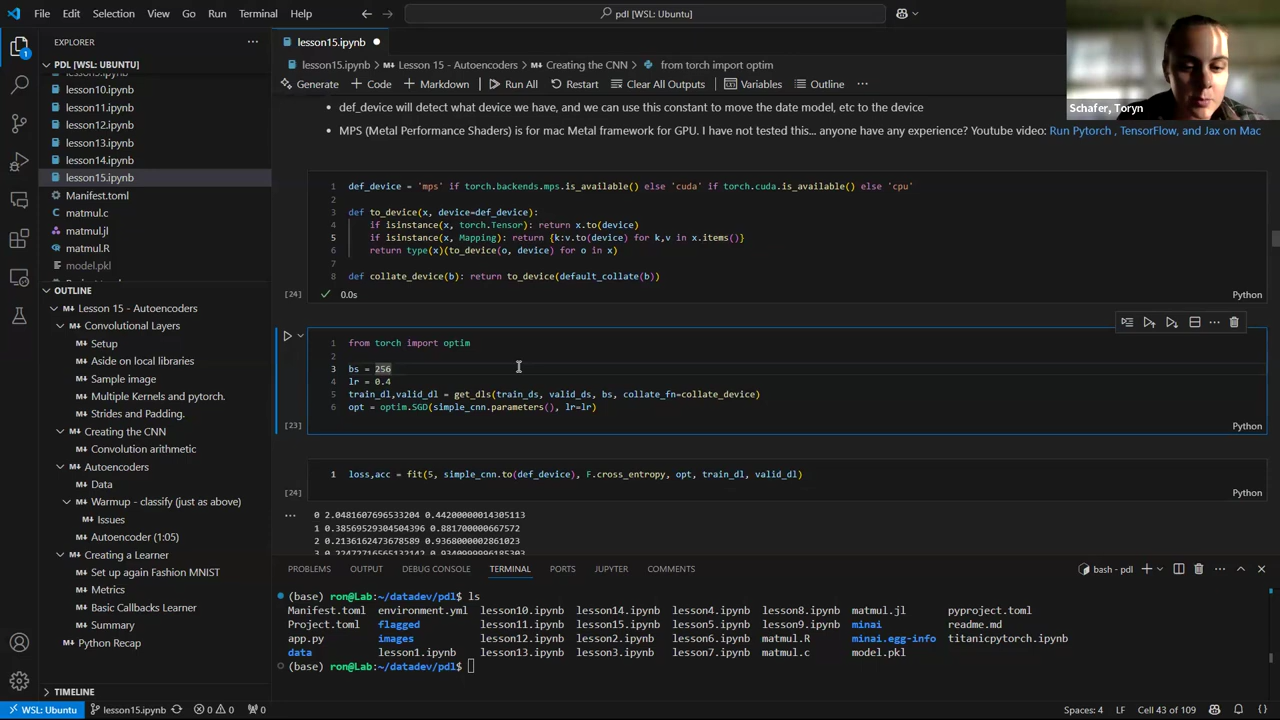 File Edit Selection View Go Run Terminal Help
pdl [WSL: Ubuntu]
EXPLORER
PDL [WSL: UBUNTU]
lesson10.ipynb
lesson11.ipynb
lesson12.ipynb
lesson13.ipynb
lesson14.ipynb
lesson15.ipynb
Manifest.toml
matmul.c
matmul.jl
matmul.R
model.pkl
OUTLINE
Lesson 15 - Autoencoders
Convolutional Layers
Setup
Aside on local libraries
Sample image
Multiple Kernels and pytorch.
Strides and Padding.
Creating the CNN
Convolution arithmetic
Autoencoders
Data
Warmup - classify (just as above)
Issues
Autoencoder (1:05)
Creating a Learner
Set up again Fashion MNIST
Metrics
Basic Callbacks Learner
Summary
Python Recap
TIMELINE
lesson15.ipynb
lesson15.ipynb > Lesson 15 - Autoencoders > Creating the CNN > from torch import optim
Generate + Code + Markdown Run All Restart Clear All Outputs Variables Outline
• def_device will detect what device we have, and we can use this constant to move the date model, etc to the device
• MPS (Metal Performance Shaders) is for mac Metal framework for GPU. I have not tested this... anyone have any experience? Youtube video: Run Pytorch , TensorFlow, and Jax on Mac
1 def_device = 'mps' if torch.backends.mps.is_available() else 'cuda' if torch.cuda.is_available() else 'cpu'
2
3 def to_device(x, device=def_device):
4 if isinstance(x, torch.Tensor): return x.to(device)
5 if isinstance(x, Mapping): return {k:v.to(device) for k,v in x.items()}
6 return type(x)(to_device(o, device) for o in x)
7
8 def collate_device(b): return to_device(default_collate(b))
[24] 0.0s Python
1 from torch import optim
2
3 bs = 256
4 lr = 0.4
5 train_dl,valid_dl = get_dls(train_ds, valid_ds, bs, collate_fn=collate_device)
6 opt = optim.SGD(simple_cnn.parameters(), lr=lr)
[23] Python
1 loss,acc = fit(5, simple_cnn.to(def_device), F.cross_entropy, opt, train_dl, valid_dl)
[24] Python
0 2.0481607696533204 0.44200000014305113
1 0.38569529304504396 0.881700000667572
2 0.2136162473678589 0.9368000002861023
PROBLEMS OUTPUT DEBUG CONSOLE TERMINAL PORTS JUPYTER COMMENTS
bash - pdl
(base) ron@Lab:~/datadev/pdl$ ls
Manifest.toml environment.yml lesson10.ipynb lesson14.ipynb lesson4.ipynb lesson8.ipynb matmul.jl pyproject.toml
Project.toml flagged lesson11.ipynb lesson15.ipynb lesson5.ipynb lesson9.ipynb minai readme.md
app.py images lesson12.ipynb lesson2.ipynb lesson6.ipynb matmul.R minai.egg-info titanicpytorch.ipynb
data lesson1.ipynb lesson13.ipynb lesson3.ipynb lesson7.ipynb matmul.c model.pkl
(base) ron@Lab:~/datadev/pdl$
Schafer, Toryn
WSL: Ubuntu lesson15.ipynb 0 0 0 Spaces: 4 LF Cell 43 of 109